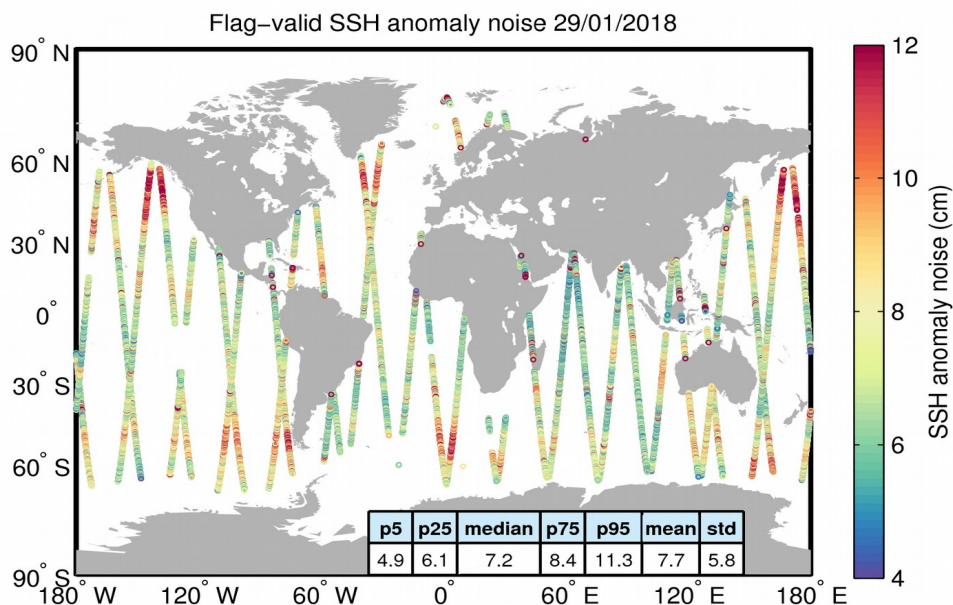 Flag−valid SSH anomaly noise 29/01/2018
90° N
60° N
30° N
0°
30° S
60° S
90° S
180° W
120° W
60° W
0°
60° E
120° E
180° E
p5 p25 median p75 p95 mean std
4.9 6.1 7.2 8.4 11.3 7.7 5.8
12
10
8
6
4
SSH anomaly noise (cm)